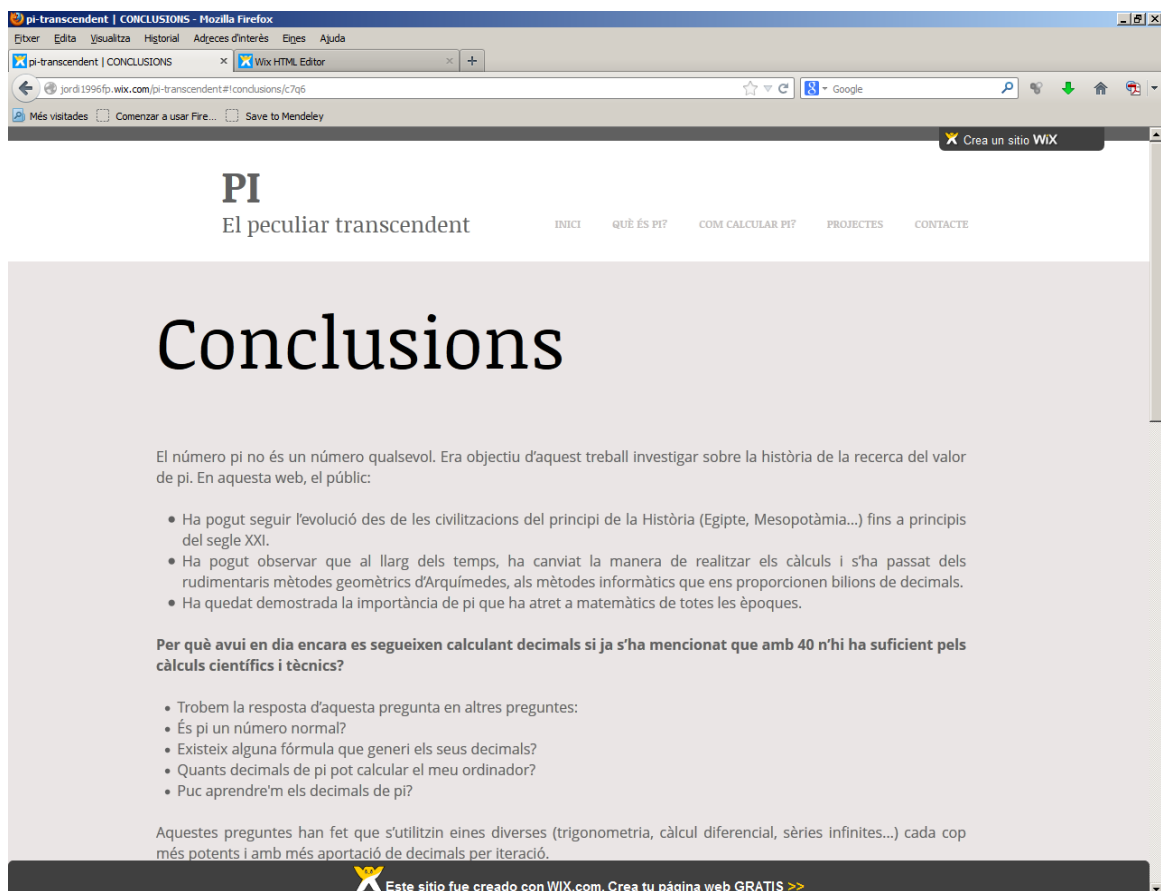 pi-transcendent | CONCLUSIONS - Mozilla Firefox
Fitxer Edita Visualitza Historial Adreces d'interès Eines Ajuda
pi-transcendent | CONCLUSIONS × Wix HTML Editor × +
jordi1996fp.wix.com/pi-transcendent#!conclusions/c7q6 Google
Més visitades Comenzar a usar Fire... Save to Mendeley
Crea un sitio WiX
PI
El peculiar transcendent
INICI QUÈ ÉS PI? COM CALCULAR PI? PROJECTES CONTACTE
Conclusions
El número pi no és un número qualsevol. Era objectiu d'aquest treball investigar sobre la història de la recerca del valor
de pi. En aquesta web, el públic:
• Ha pogut seguir l'evolució des de les civilitzacions del principi de la Història (Egipte, Mesopotàmia...) fins a principis
del segle XXI.
• Ha pogut observar que al llarg dels temps, ha canviat la manera de realitzar els càlculs i s'ha passat dels
rudimentaris mètodes geomètrics d'Arquímedes, als mètodes informàtics que ens proporcionen bilions de decimals.
• Ha quedat demostrada la importància de pi que ha atret a matemàtics de totes les èpoques.
Per què avui en dia encara es segueixen calculant decimals si ja s'ha mencionat que amb 40 n'hi ha suficient pels
càlculs científics i tècnics?
• Trobem la resposta d'aquesta pregunta en altres preguntes:
• És pi un número normal?
• Existeix alguna fórmula que generi els seus decimals?
• Quants decimals de pi pot calcular el meu ordinador?
• Puc aprendre'm els decimals de pi?
Aquestes preguntes han fet que s'utilitzin eines diverses (trigonometria, càlcul diferencial, sèries infinites...) cada cop
més potents i amb més aportació de decimals per iteració.
Este sitio fue creado con WIX.com. Crea tu página web GRATIS >>